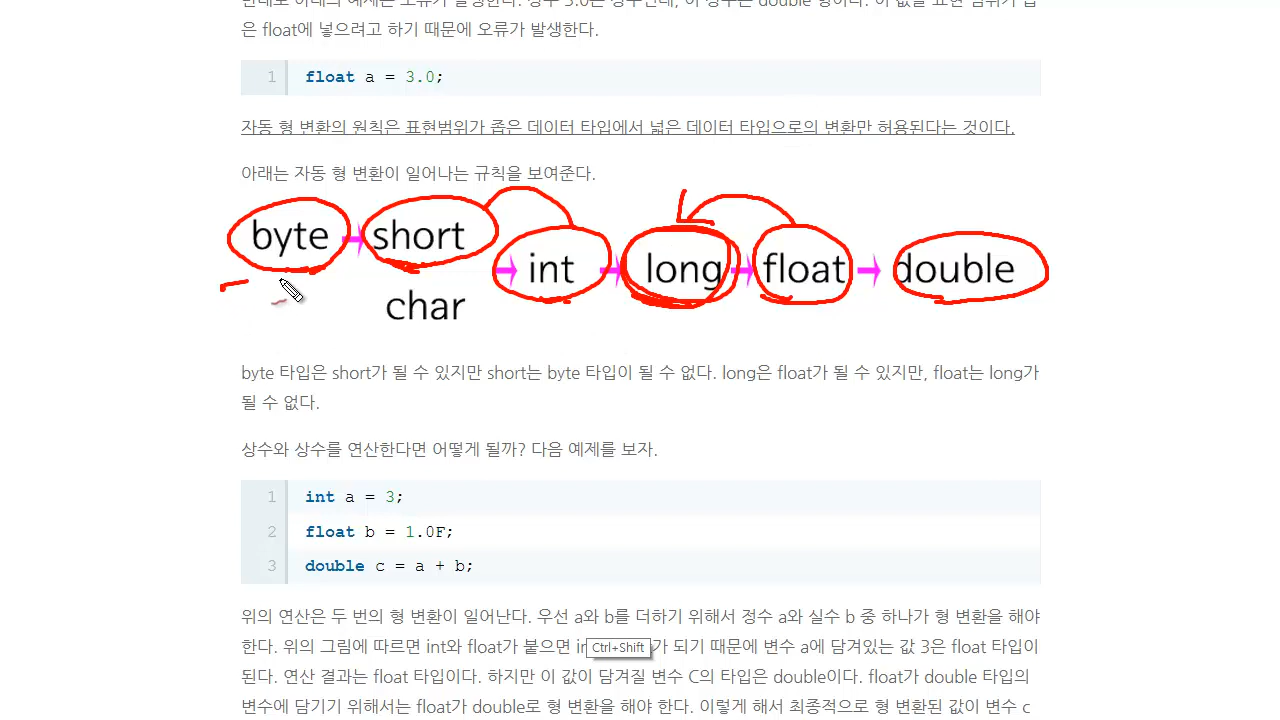 은 float에 넣으려고 하기 때문에 오류가 발생한다.
1 float a = 3.0;
자동 형 변환의 원칙은 표현범위가 좁은 데이터 타입에서 넓은 데이터 타입으로의 변환만 허용된다는 것이다.
아래는 자동 형 변환이 일어나는 규칙을 보여준다.
byte short
int long float double
char
byte 타입은 short가 될 수 있지만 short는 byte 타입이 될 수 없다. long은 float가 될 수 있지만, float는 long가
될 수 없다.
상수와 상수를 연산한다면 어떻게 될까? 다음 예제를 보자.
1 int a = 3;
2 float b = 1.0F;
3 double c = a + b;
위의 연산은 두 번의 형 변환이 일어난다. 우선 a와 b를 더하기 위해서 정수 a와 실수 b 중 하나가 형 변환을 해야
한다. 위의 그림에 따르면 int와 float가 붙으면 Ctrl+Shift 가 되기 때문에 변수 a에 담겨있는 값 3은 float 타입이
된다. 연산 결과는 float 타입이다. 하지만 이 값이 담겨질 변수 C의 타입은 double이다. float가 double 타입의
변수에 담기기 위해서는 float가 double로 형 변환을 해야 한다. 이렇게 해서 최종적으로 형 변환된 값이 변수 c